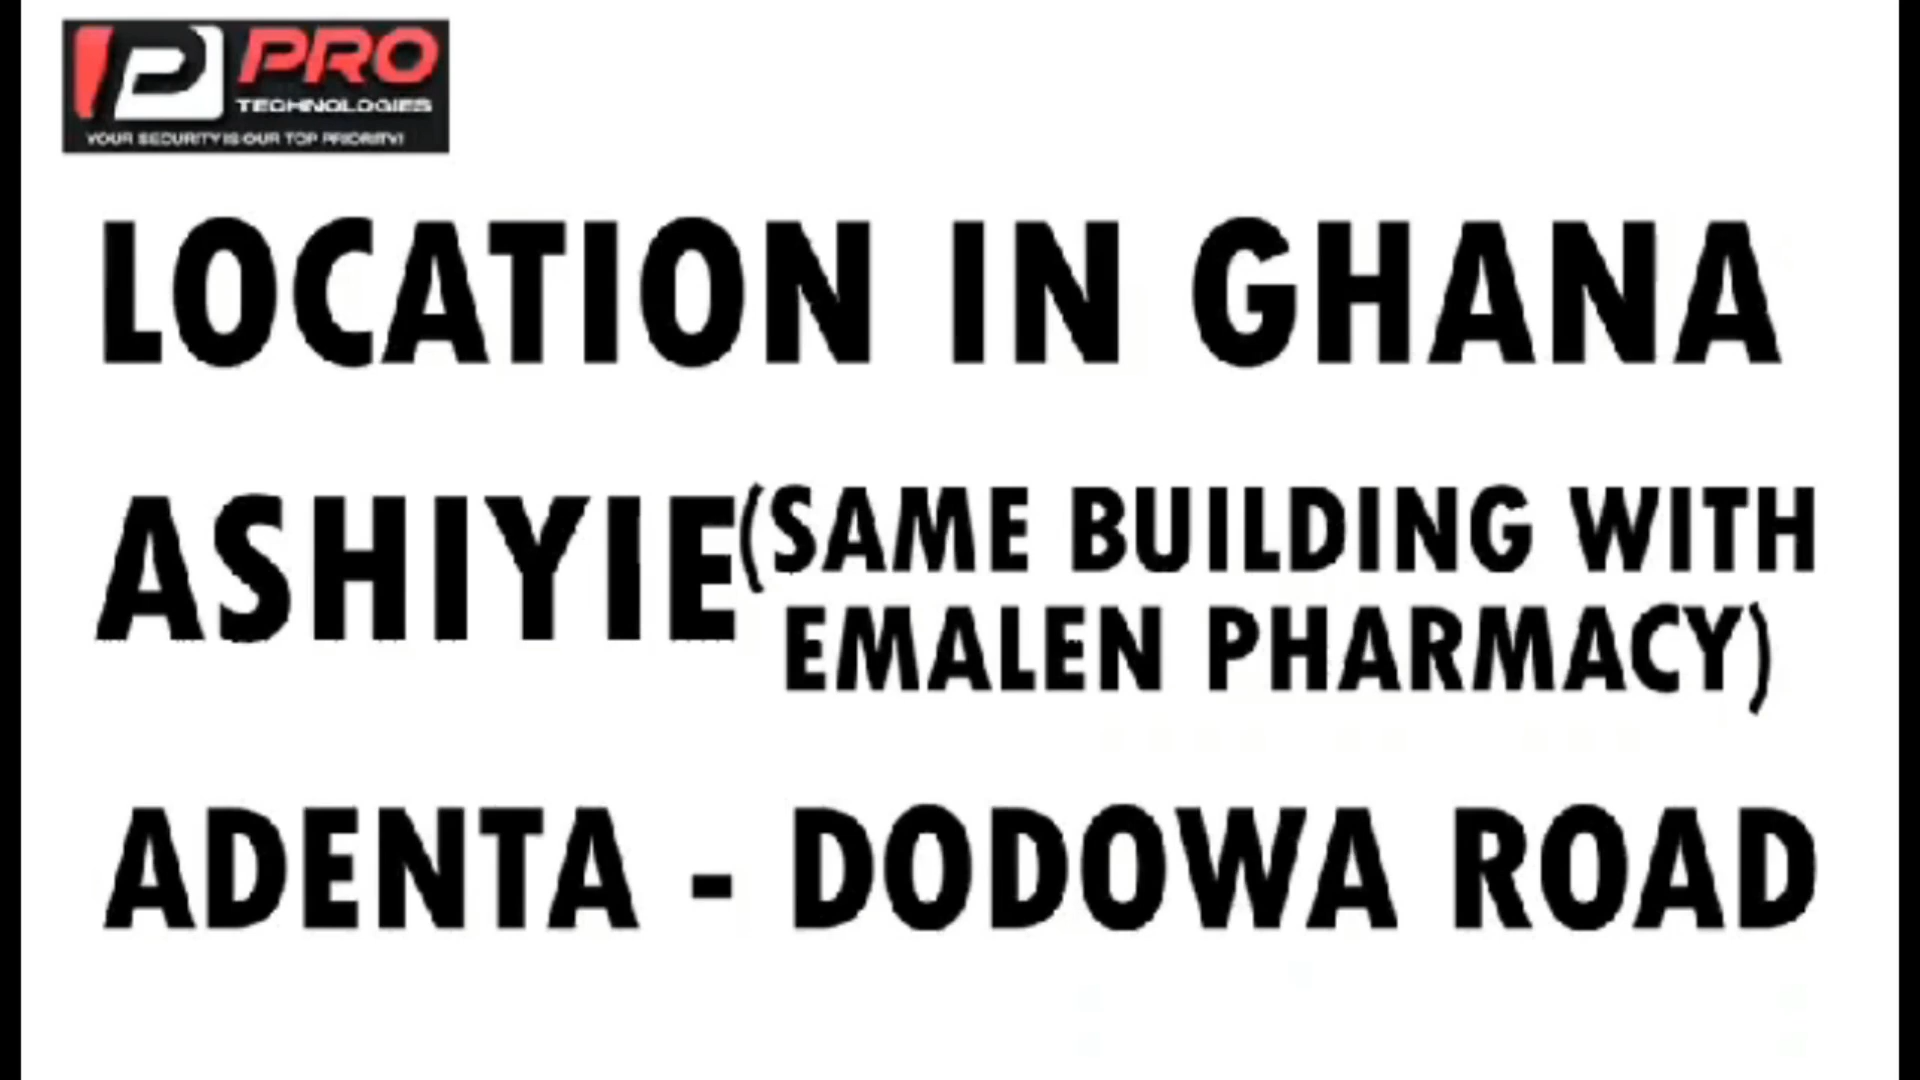 PRO
TECHNOLOGIES
YOUR SECURITY IS OUR TOP PRIORITY!
LOCATION IN GHANA
ASHIYIE (SAME BUILDING WITH
EMALEN PHARMACY)
ADENTA - DODOWA ROAD